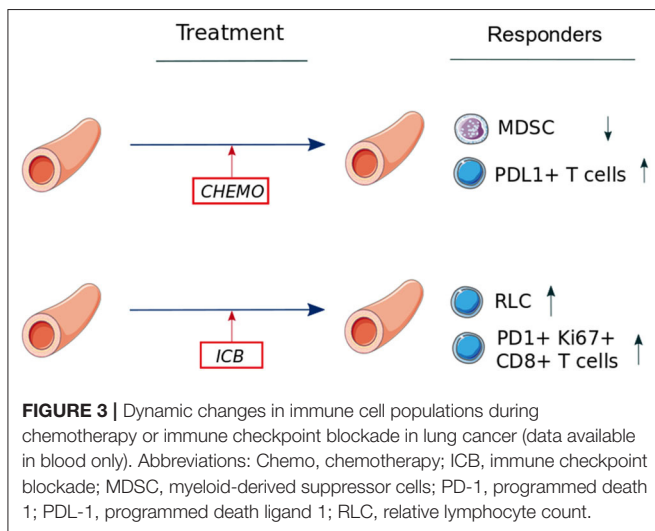 Treatment
Responders
MDSC ↓
CHEMO
PDL1+ T cells ↑
RLC ↑
ICB
PD1+ Ki67+ ↑
CD8+ T cells
FIGURE 3 | Dynamic changes in immune cell populations during
chemotherapy or immune checkpoint blockade in lung cancer (data available
in blood only). Abbreviations: Chemo, chemotherapy; ICB, immune checkpoint
blockade; MDSC, myeloid-derived suppressor cells; PD-1, programmed death
1; PDL-1, programmed death ligand 1; RLC, relative lymphocyte count.